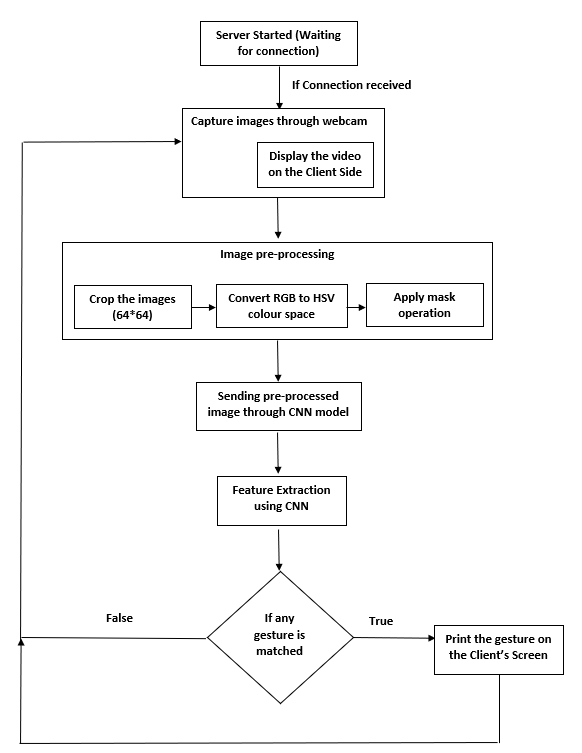 Server Started (Waiting
for connection)
If Connection received
Capture images through webcam
Display the video
on the Client Side
Image pre-processing
Crop the images
(64*64)
Convert RGB to HSV
colour space
Apply mask
operation
Sending pre-processed
image through CNN model
Feature Extraction
using CNN
False
If any
gesture is
matched
True
Print the gesture on
the Client's Screen